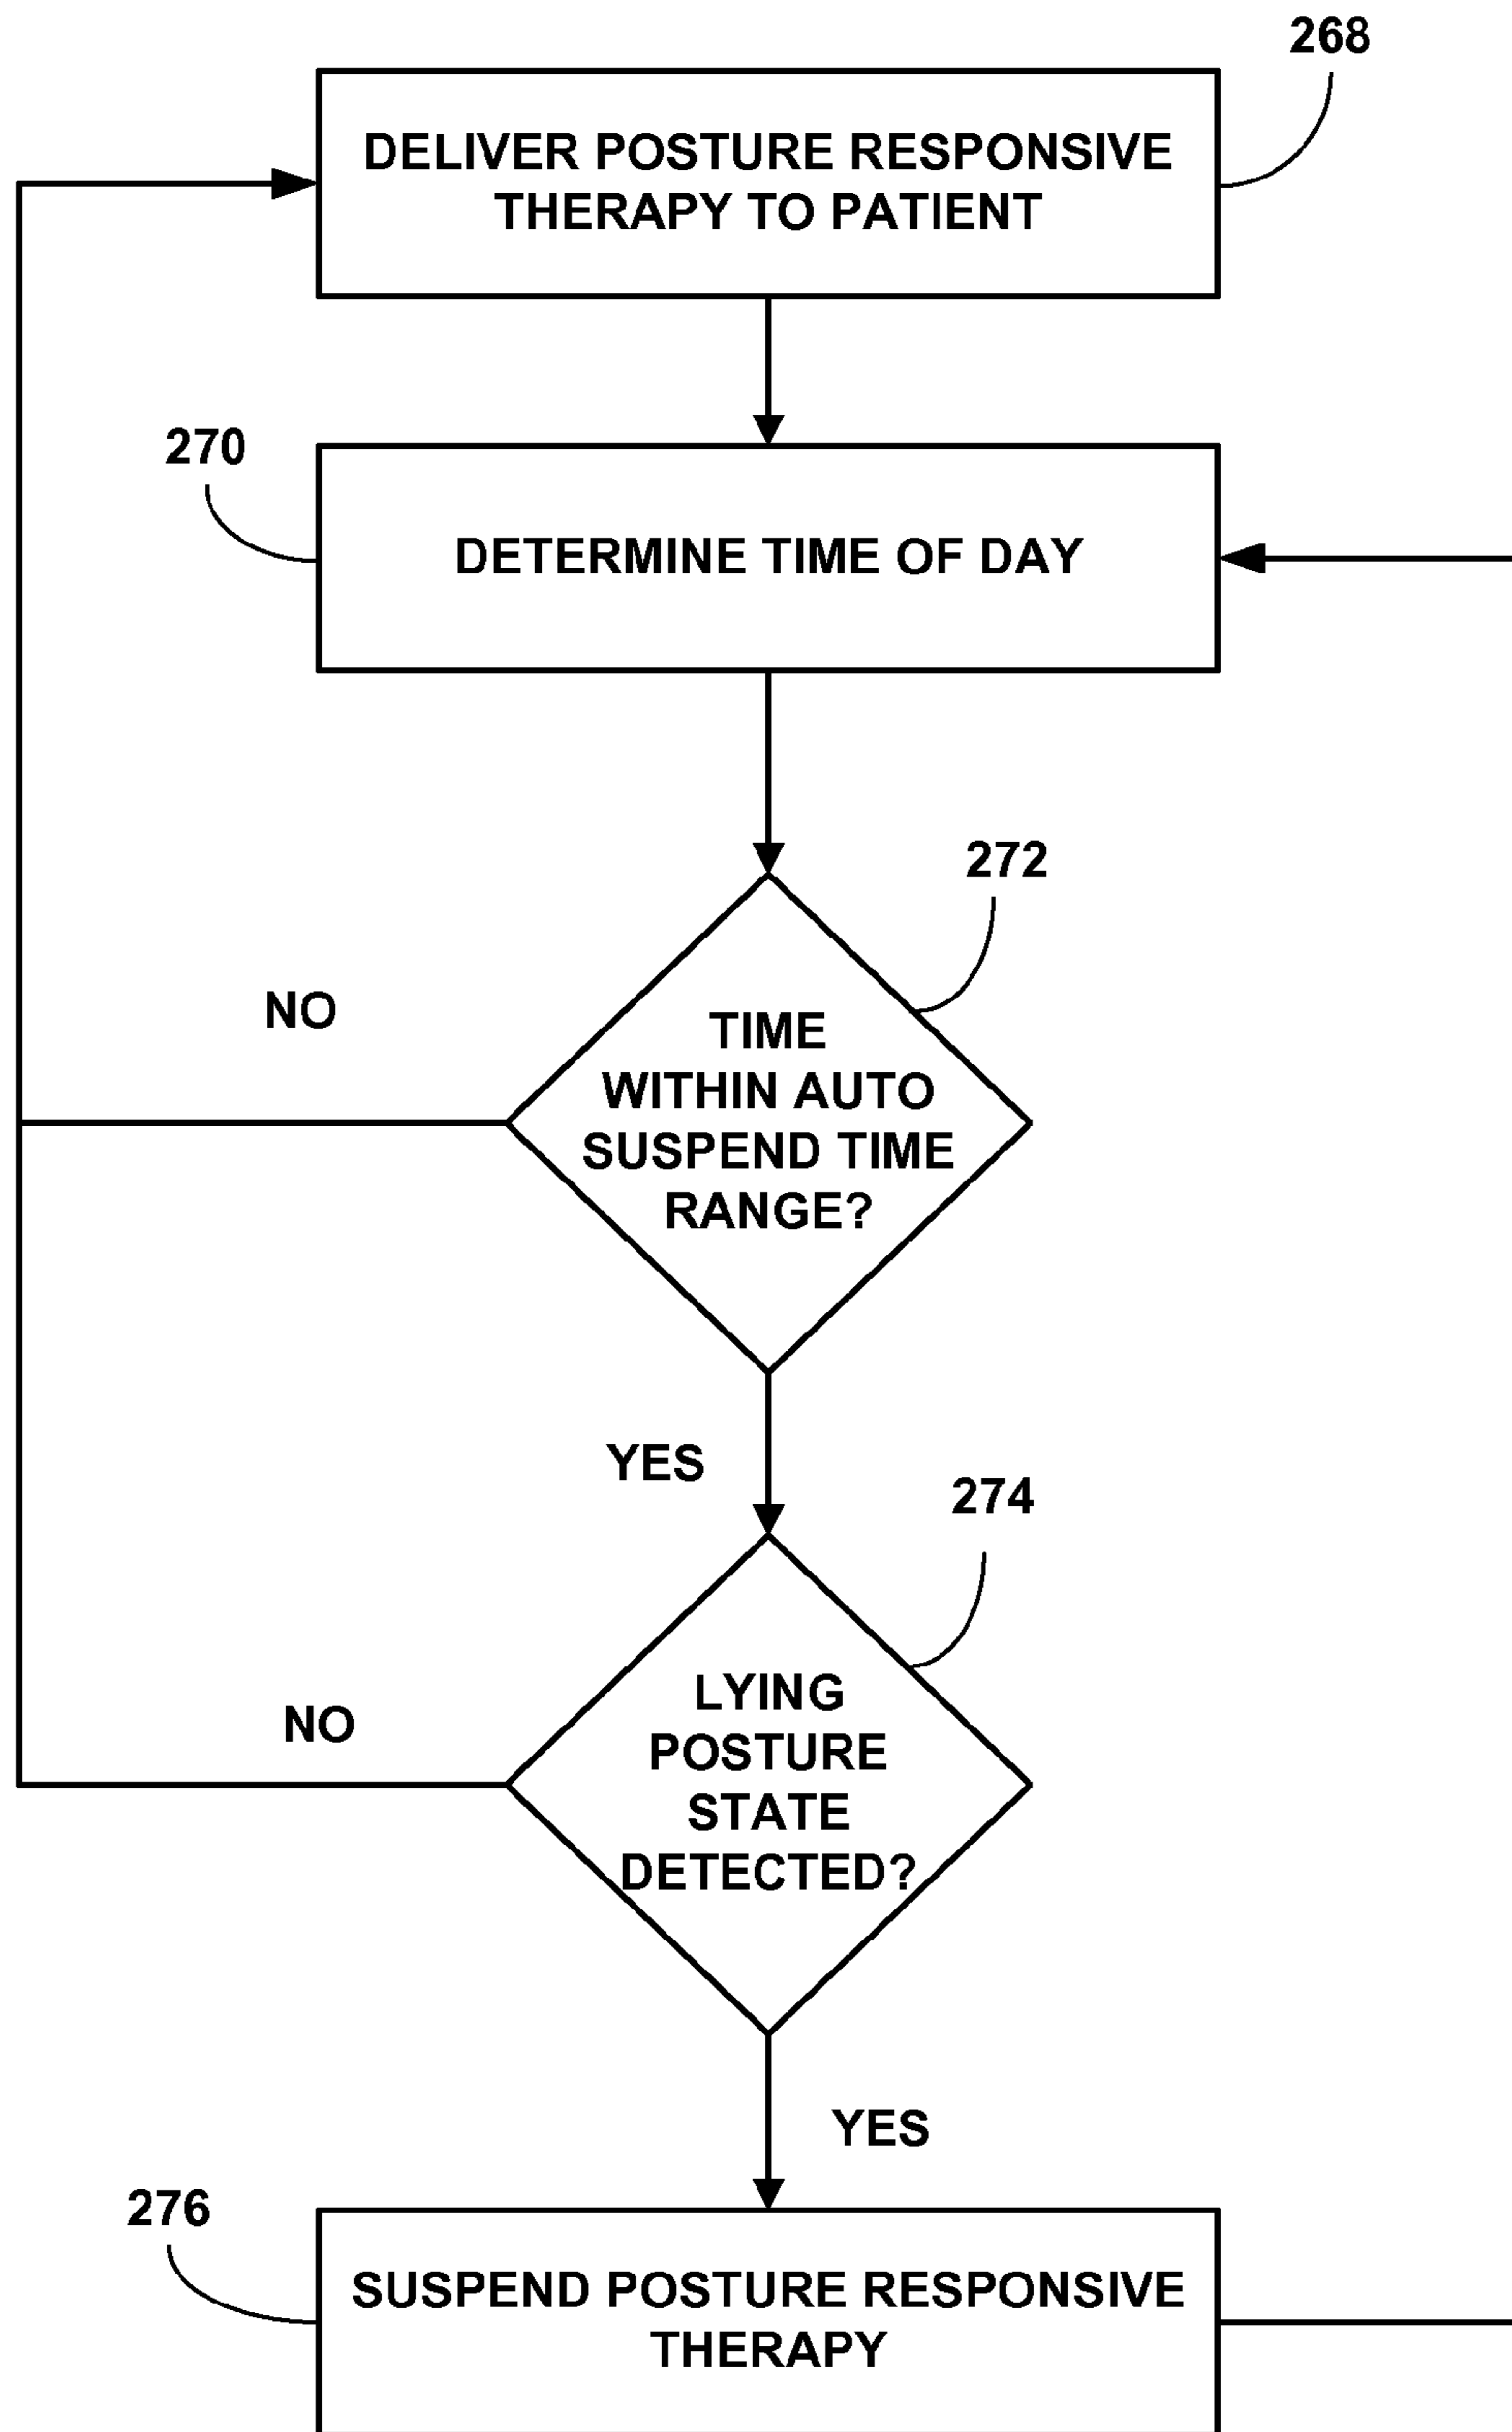 268
DELIVER POSTURE RESPONSIVE
THERAPY TO PATIENT
270
DETERMINE TIME OF DAY
272
NO
TIME
WITHIN AUTO
SUSPEND TIME
RANGE?
YES
274
NO
LYING
POSTURE
STATE
DETECTED?
YES
276
SUSPEND POSTURE RESPONSIVE
THERAPY